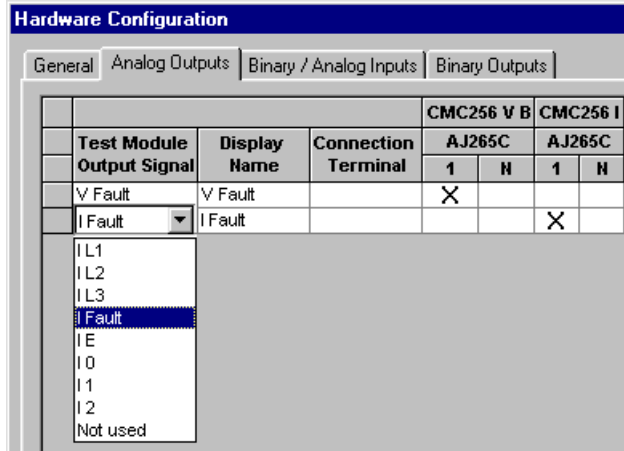 Hardware Configuration
General Analog Outputs Binary / Analog Inputs Binary Outputs
CMC256 V B CMC256 I
Test Module Output Signal Display Name Connection Terminal AJ265C AJ265C
1 N 1 N
V Fault V Fault X
I Fault I Fault X
I L1
I L2
I L3
I Fault
I E
I 0
I 1
I 2
Not used